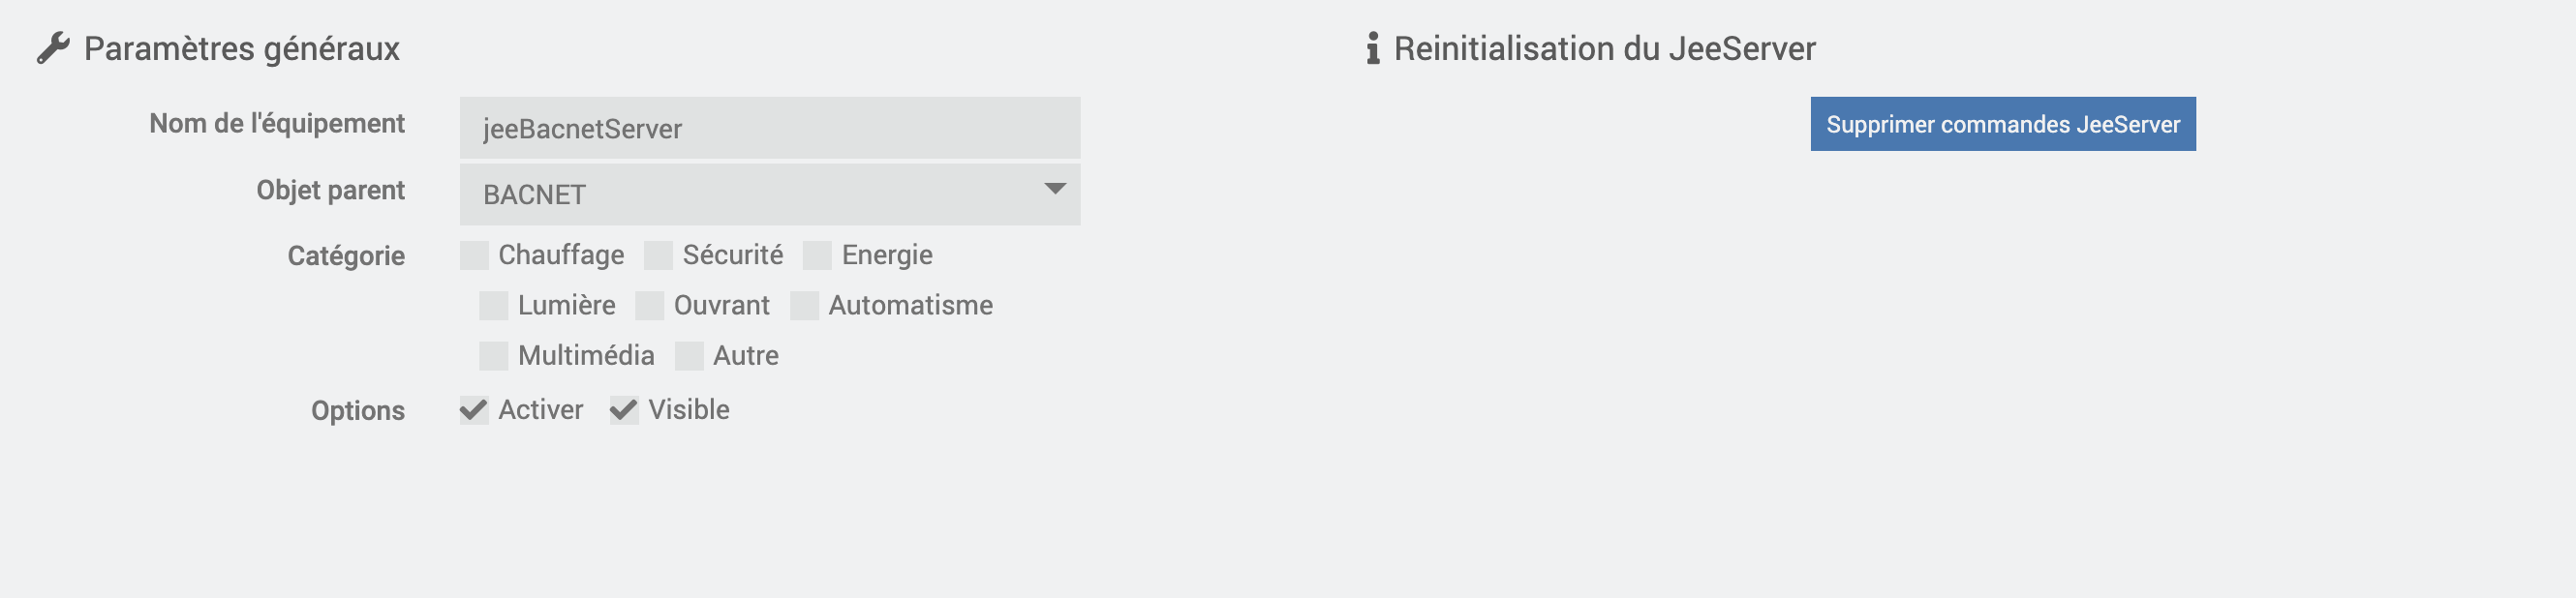 Paramètres généraux
Nom de l'équipement
jeeBacnetServer
Objet parent
BACNET
Catégorie
Chauffage Sécurité Energie
Lumière Ouvrant Automatisme
Multimédia Autre
Options
Activer Visible
Reinitialisation du JeeServer
Supprimer commandes JeeServer